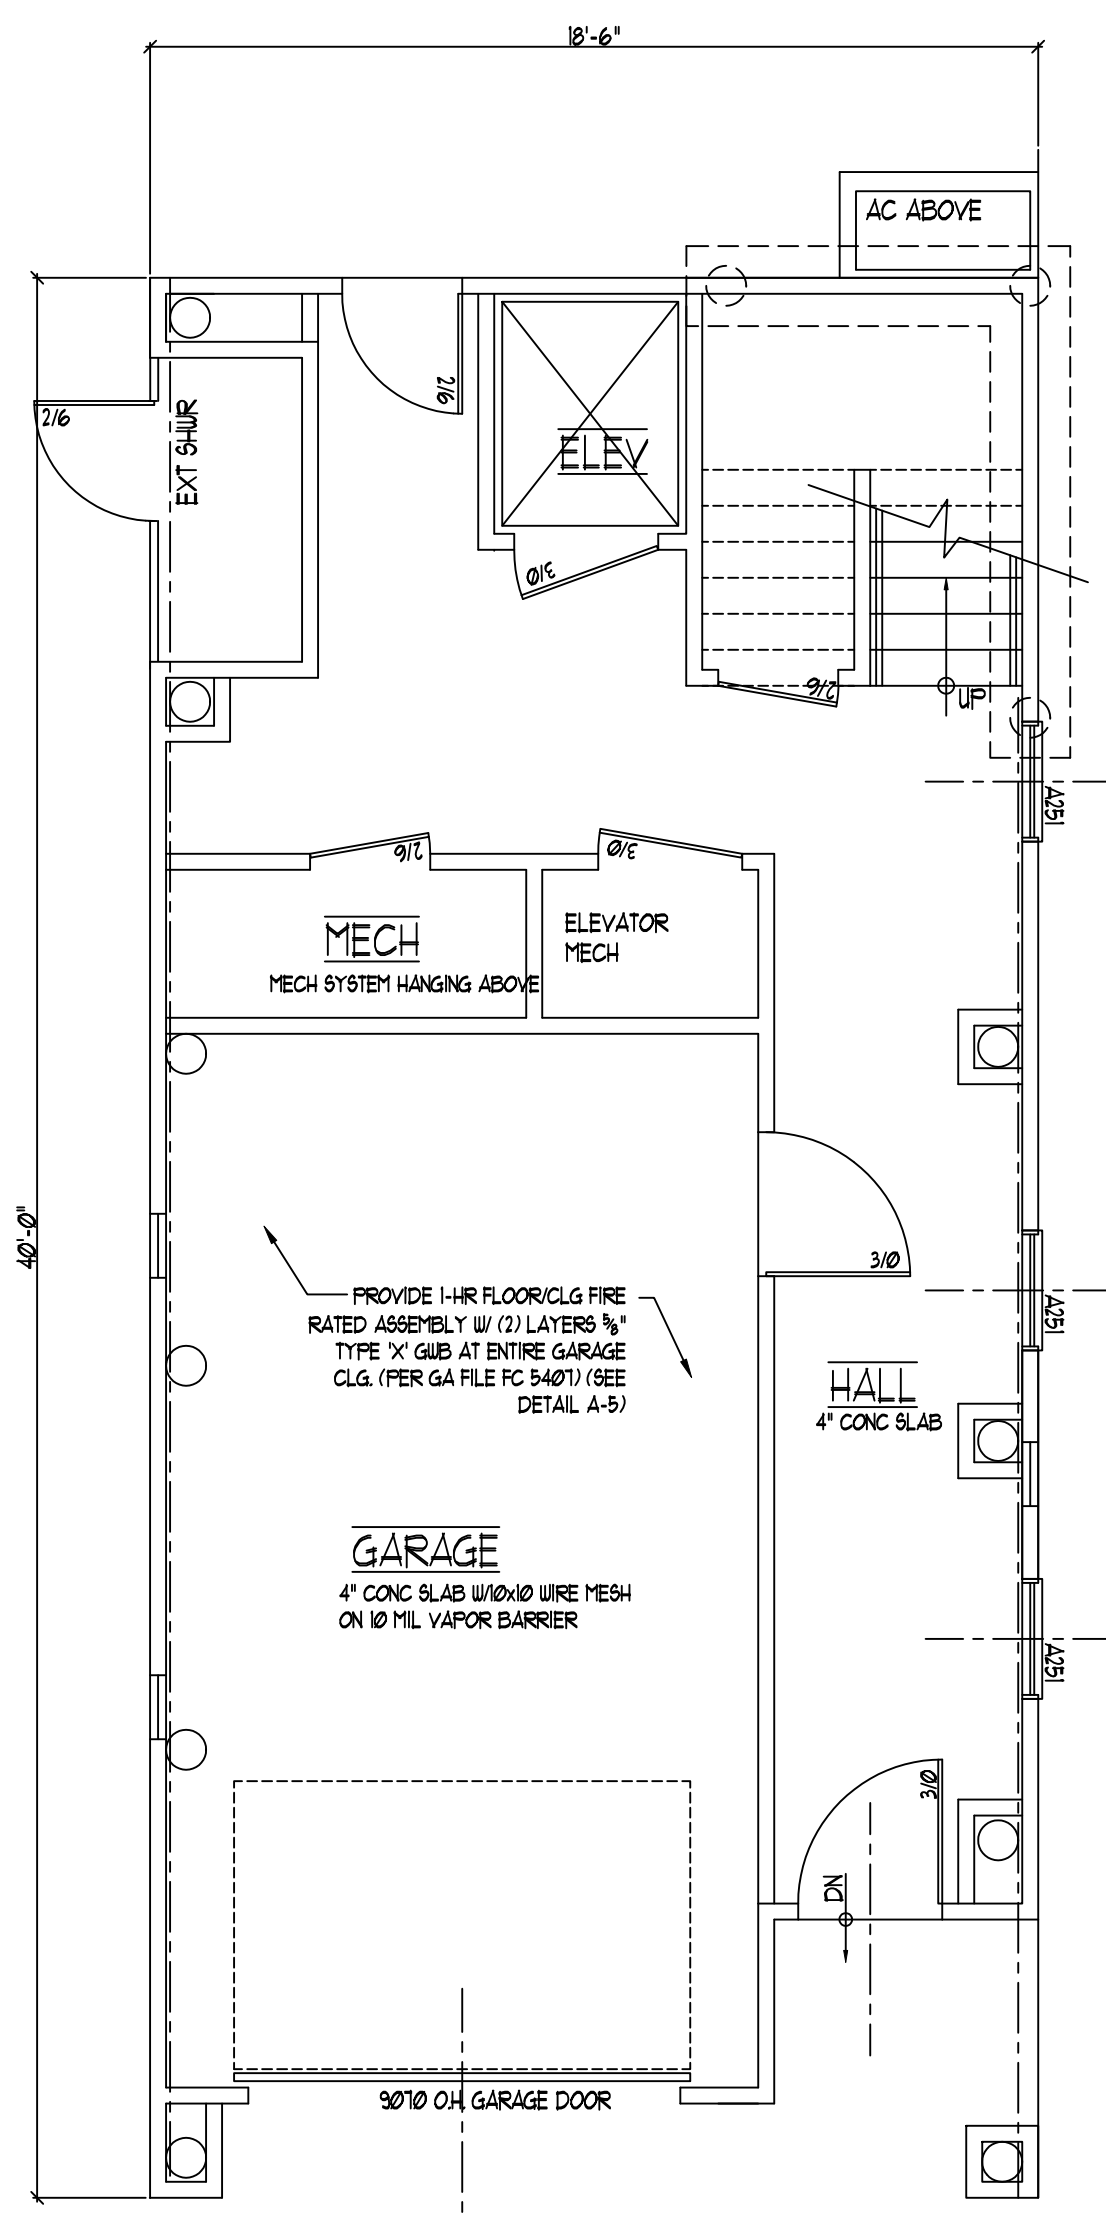 18'-6"
AC ABOVE
2/6
2/6
EXT SHWR
ELEV
3/0
2/6
up
A251
2/6
3/0
MECH
MECH SYSTEM HANGING ABOVE
ELEVATOR
MECH
40'-0"
3/0
PROVIDE 1-HR FLOOR/CLG FIRE
RATED ASSEMBLY W/ (2) LAYERS 5/8"
TYPE 'X' GWB AT ENTIRE GARAGE
CLG. (PER GA FILE FC 5407) (SEE
DETAIL A-5)
A251
HALL
4" CONC SLAB
GARAGE
4" CONC SLAB W/10x10 WIRE MESH
ON 10 MIL VAPOR BARRIER
A251
3/0
DN
9070 O.H. GARAGE DOOR